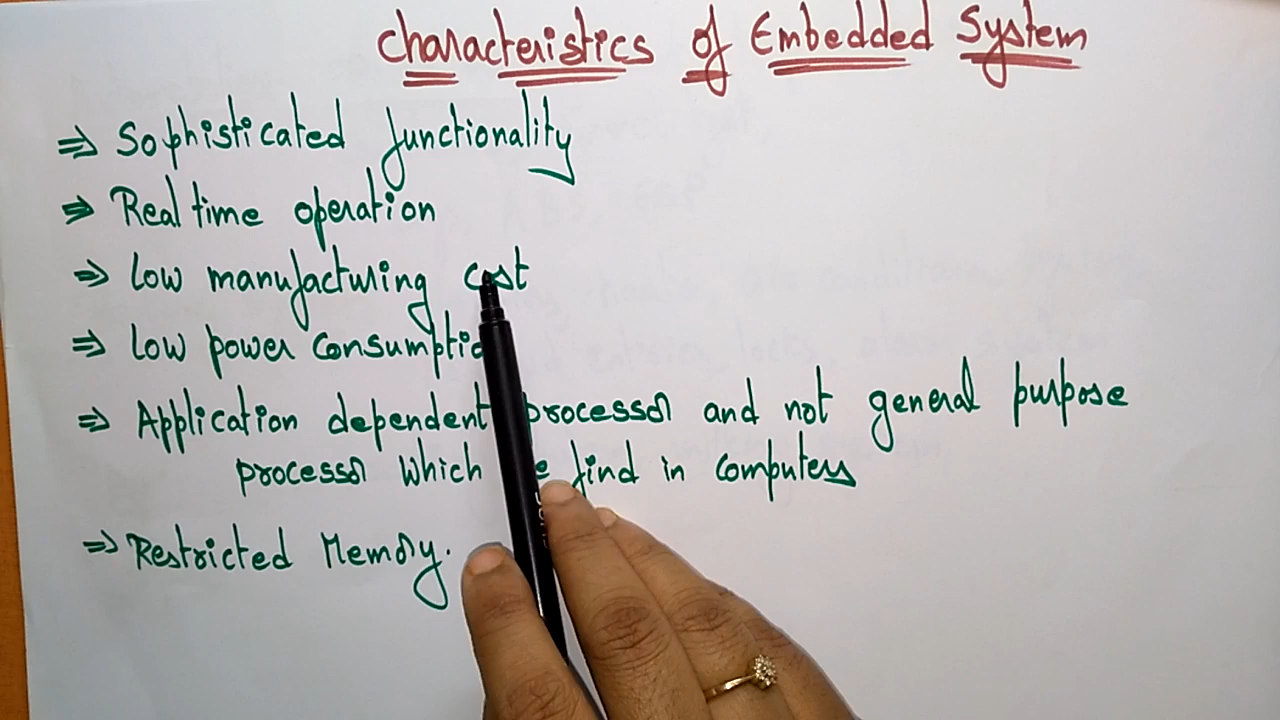 Characteristics of Embedded System
⇒ Sophisticated functionality
⇒ Real time operation
⇒ Low manufacturing cost
⇒ Low power
⇒ Application dependent processor and not general purpose
processor which find in computers
⇒ Restricted Memory.